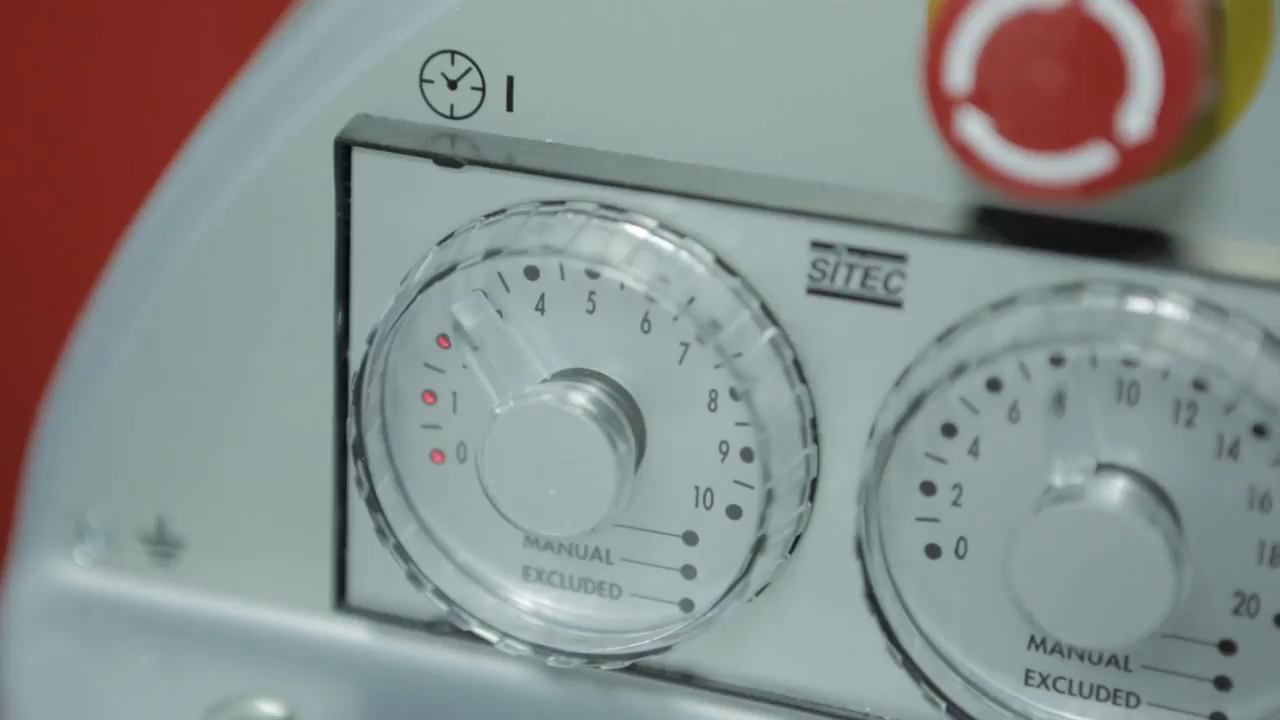 I
SITEC
4 5 6 7 8 9 10
1
0
MANUAL
EXCLUDED
0 2 4 6 8 10 12 14 16 18 20
MANUAL
EXCLUDED